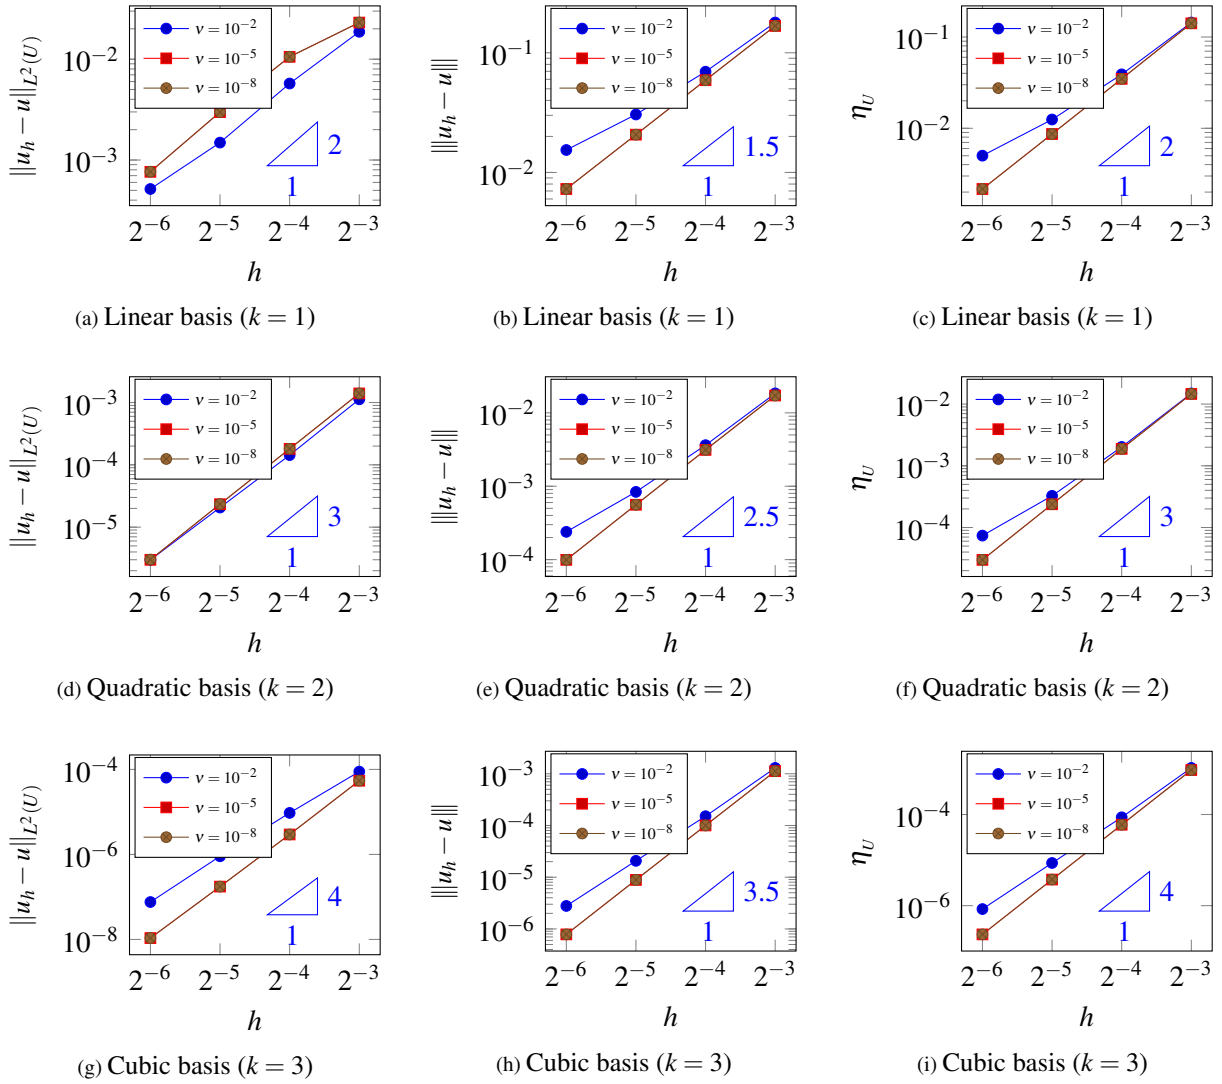 10⁻²
10⁻³
||u_h − u||_{L²(U)}
ν = 10⁻²
ν = 10⁻⁵
ν = 10⁻⁸
2
1
2⁻⁶ 2⁻⁵ 2⁻⁴ 2⁻³
h
(a) Linear basis (k = 1)
10⁻¹
10⁻²
|||u_h − u|||
ν = 10⁻²
ν = 10⁻⁵
ν = 10⁻⁸
1.5
1
2⁻⁶ 2⁻⁵ 2⁻⁴ 2⁻³
h
(b) Linear basis (k = 1)
10⁻¹
10⁻²
η_U
ν = 10⁻²
ν = 10⁻⁵
ν = 10⁻⁸
2
1
2⁻⁶ 2⁻⁵ 2⁻⁴ 2⁻³
h
(c) Linear basis (k = 1)
10⁻³
10⁻⁴
10⁻⁵
||u_h − u||_{L²(U)}
ν = 10⁻²
ν = 10⁻⁵
ν = 10⁻⁸
3
1
2⁻⁶ 2⁻⁵ 2⁻⁴ 2⁻³
h
(d) Quadratic basis (k = 2)
10⁻²
10⁻³
10⁻⁴
|||u_h − u|||
ν = 10⁻²
ν = 10⁻⁵
ν = 10⁻⁸
2.5
1
2⁻⁶ 2⁻⁵ 2⁻⁴ 2⁻³
h
(e) Quadratic basis (k = 2)
10⁻²
10⁻³
10⁻⁴
η_U
ν = 10⁻²
ν = 10⁻⁵
ν = 10⁻⁸
3
1
2⁻⁶ 2⁻⁵ 2⁻⁴ 2⁻³
h
(f) Quadratic basis (k = 2)
10⁻⁴
10⁻⁶
10⁻⁸
||u_h − u||_{L²(U)}
ν = 10⁻²
ν = 10⁻⁵
ν = 10⁻⁸
4
1
2⁻⁶ 2⁻⁵ 2⁻⁴ 2⁻³
h
(g) Cubic basis (k = 3)
10⁻³
10⁻⁴
10⁻⁵
10⁻⁶
|||u_h − u|||
ν = 10⁻²
ν = 10⁻⁵
ν = 10⁻⁸
3.5
1
2⁻⁶ 2⁻⁵ 2⁻⁴ 2⁻³
h
(h) Cubic basis (k = 3)
10⁻⁴
10⁻⁶
η_U
ν = 10⁻²
ν = 10⁻⁵
ν = 10⁻⁸
4
1
2⁻⁶ 2⁻⁵ 2⁻⁴ 2⁻³
h
(i) Cubic basis (k = 3)